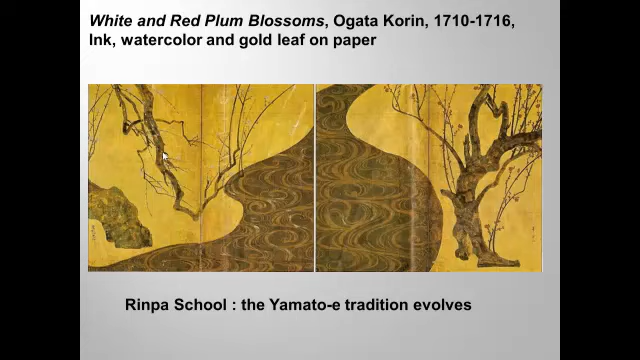 White and Red Plum Blossoms, Ogata Korin, 1710-1716,
Ink, watercolor and gold leaf on paper
Rinpa School : the Yamato-e tradition evolves